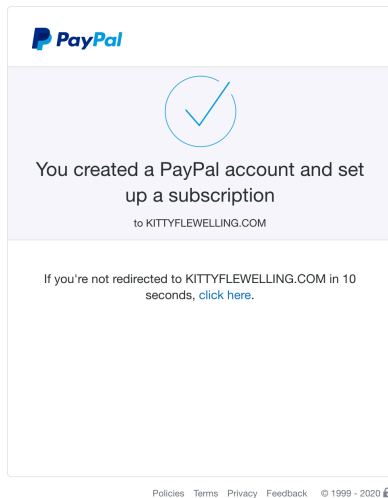 PayPal
You created a PayPal account and set
up a subscription
to KITTYFLEWELLING.COM
If you're not redirected to KITTYFLEWELLING.COM in 10
seconds, click here.
Policies Terms Privacy Feedback © 1999 - 2020